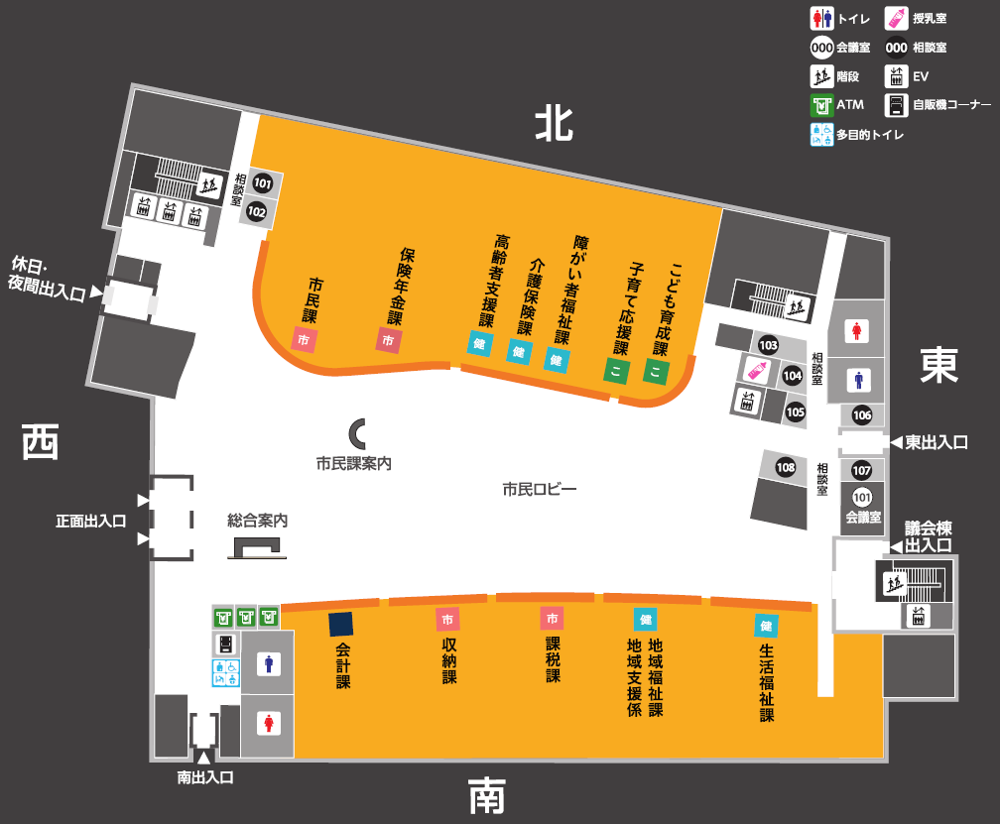 トイレ
授乳室
000
会議室
000
相談室
階段
EV
ATM
自販機コーナー
多目的トイレ
北
相談室
101
102
休日・
夜間出入口
市民課
市
保険年金課
市
高齢者支援課
健
介護保険課
健
障がい者福祉課
健
子育て応援課
こ
こども育成課
こ
103
104
105
相談室
106
東
東出入口
西
市民課案内
市民ロビー
108
相談室
107
101
会議室
正面出入口
総合案内
議会棟
出入口
会計課
市
収納課
市
課税課
健
地域福祉課
地域支援係
健
生活福祉課
南出入口
南